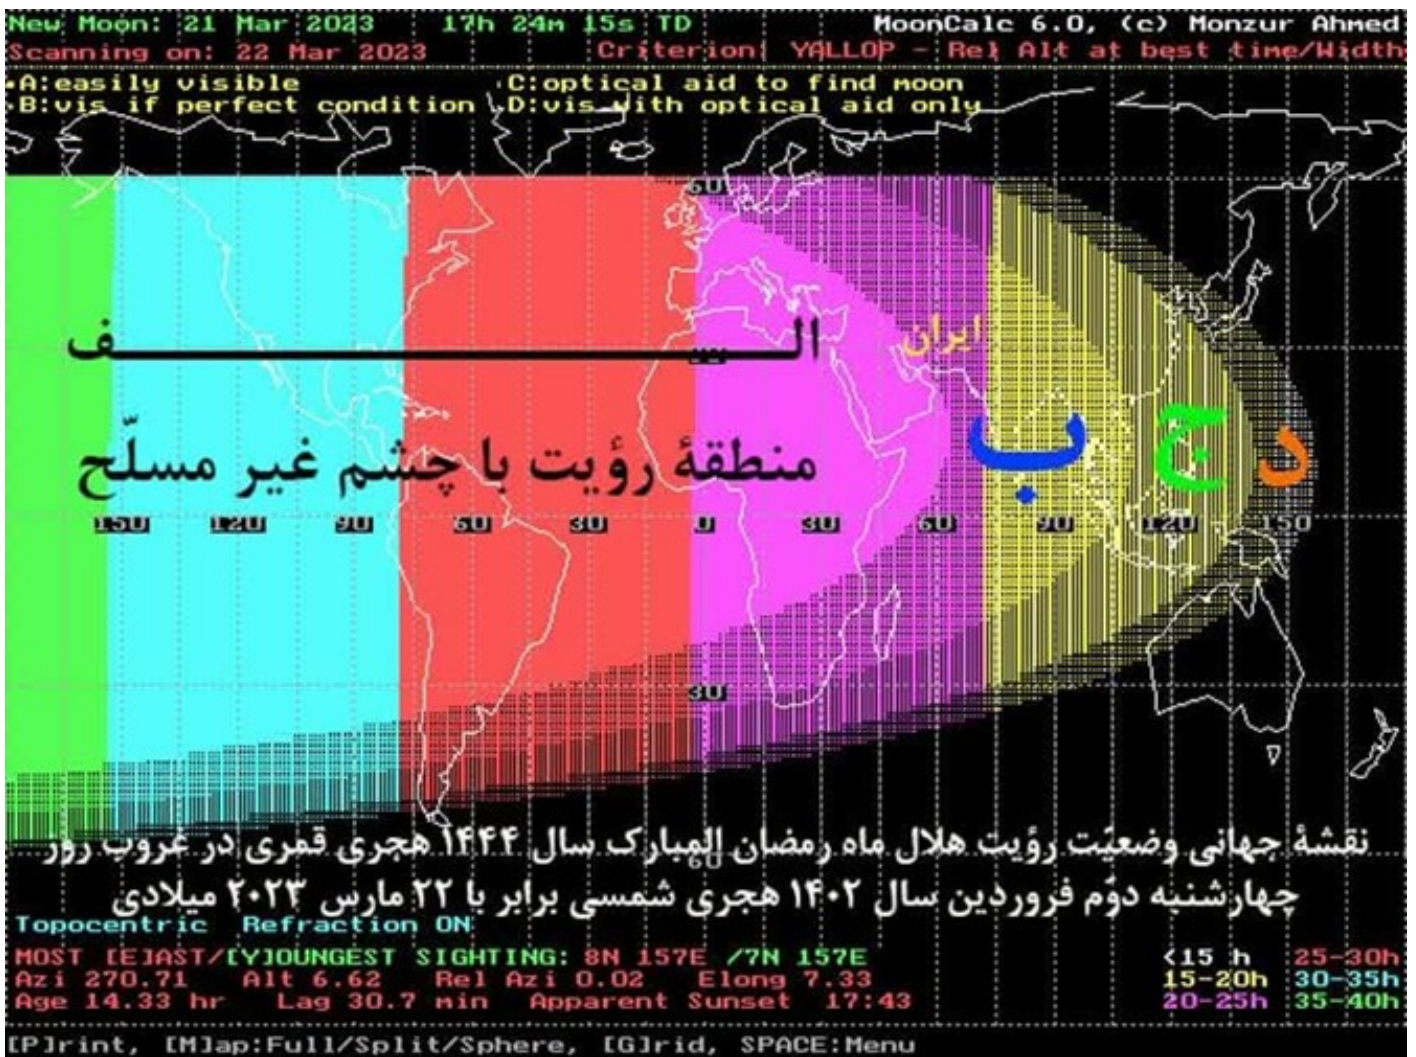 New Moon: 21 Mar 2023 17h 24m 15s TD MoonCalc 6.0, (c) Monzur Ahmed
Scanning on: 22 Mar 2023 Criterion: YALLOP - Rel Alt at best time/Width
A:easily visible C:optical aid to find moon
B:vis if perfect condition D:vis with optical aid only
60
ایران
الـــــف
ب
ج
د
منطقهٔ رؤیت با چشم غیر مسلّح
150 120 90 60 30 0 30 60 90 120 150
30
نقشهٔ جهانی وضعیّت رؤیت هلال ماه رمضان المبارک سال ۱۴۴۴ هجری قمری در غروب روز
60
چهارشنبه دوّم فروردین سال ۱۴۰۲ هجری شمسی برابر با ۲۲ مارس ۲۰۲۳ میلادی
Topocentric Refraction ON
MOST [E]AST/[Y]OUNGEST SIGHTING: 8N 157E /7N 157E <15 h 25-30h
Azi 270.71 Alt 6.62 Rel Azi 0.02 Elong 7.33 15-20h 30-35h
Age 14.33 hr Lag 30.7 min Apparent Sunset 17:43 20-25h 35-40h
[P]rint, [M]ap:Full/Split/Sphere, [G]rid, SPACE:Menu